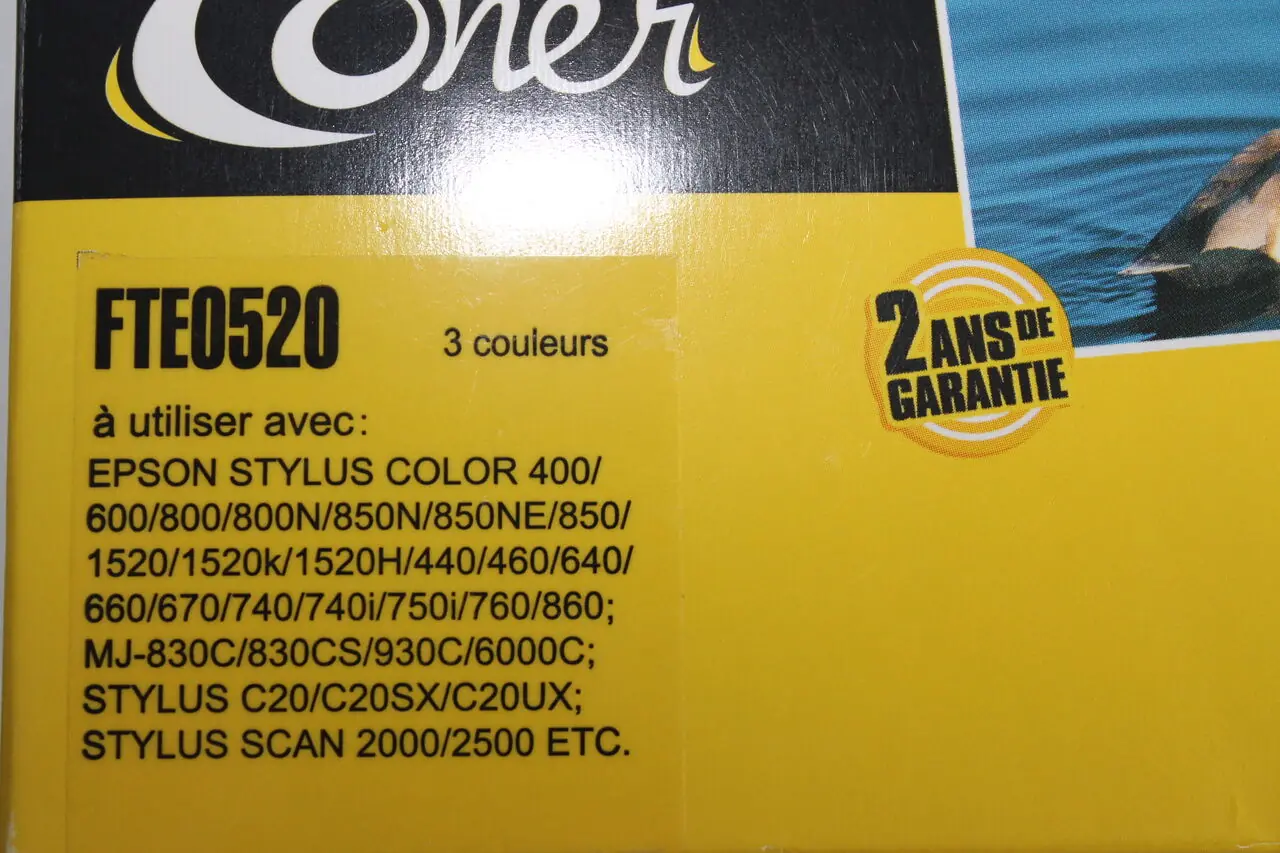 Toner
FTE0520
3 couleurs
à utiliser avec:
EPSON STYLUS COLOR 400/
600/800/800N/850N/850NE/850/
1520/1520k/1520H/440/460/640/
660/670/740/740i/750i/760/860;
MJ-830C/830CS/930C/6000C;
STYLUS C20/C20SX/C20UX;
STYLUS SCAN 2000/2500 ETC.
2 ANS DE
GARANTIE